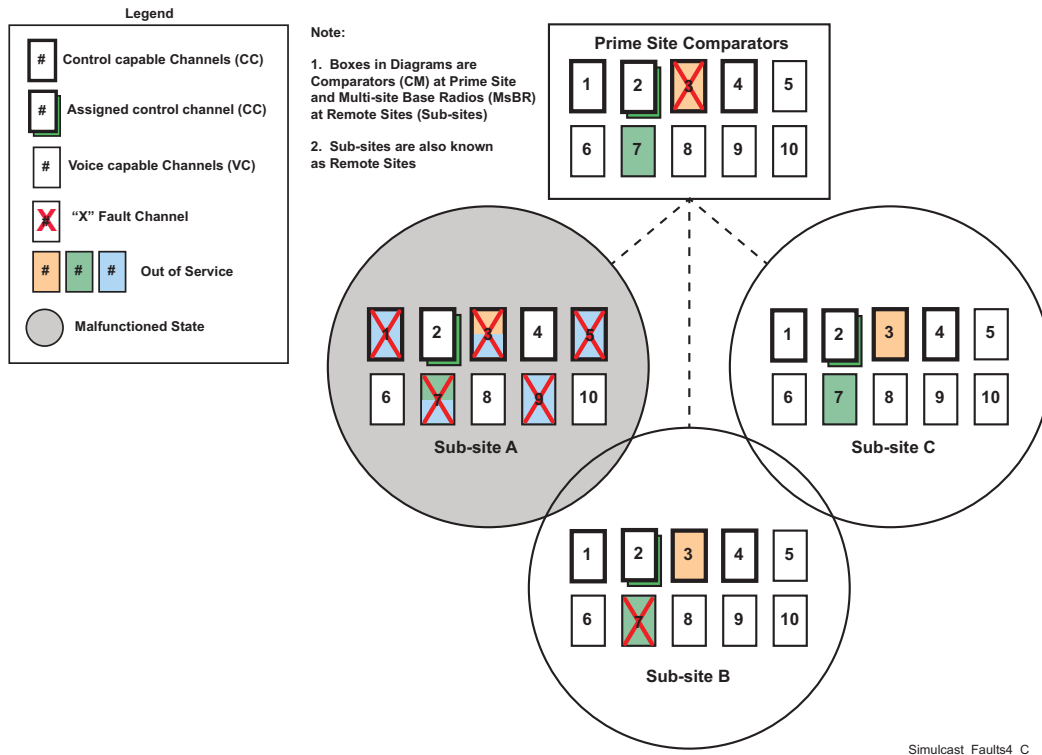 Legend
# Control capable Channels (CC)
# Assigned control channel (CC)
# Voice capable Channels (VC)
# “X” Fault Channel
# # # Out of Service
Malfunctioned State
Note:
1. Boxes in Diagrams are
Comparators (CM) at Prime Site
and Multi-site Base Radios (MsBR)
at Remote Sites (Sub-sites)
2. Sub-sites are also known
as Remote Sites
Prime Site Comparators
1 2 3 4 5
6 7 8 9 10
1 2 3 4 5
6 7 8 9 10
Sub-site A
1 2 3 4 5
6 7 8 9 10
Sub-site C
1 2 3 4 5
6 7 8 9 10
Sub-site B
Simulcast_Faults4_C